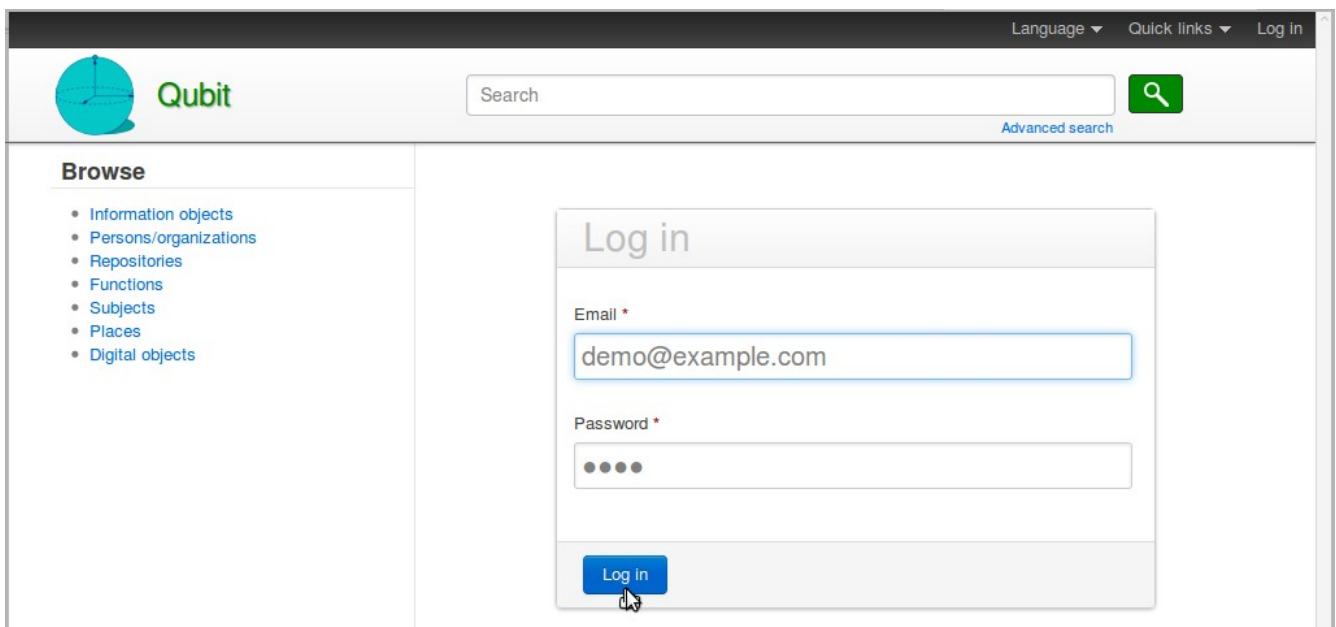 Language Quick links Log in
Qubit
Search
Advanced search
Browse
Information objects
Persons/organizations
Repositories
Functions
Subjects
Places
Digital objects
Log in
Email *
demo@example.com
Password *
••••
Log in